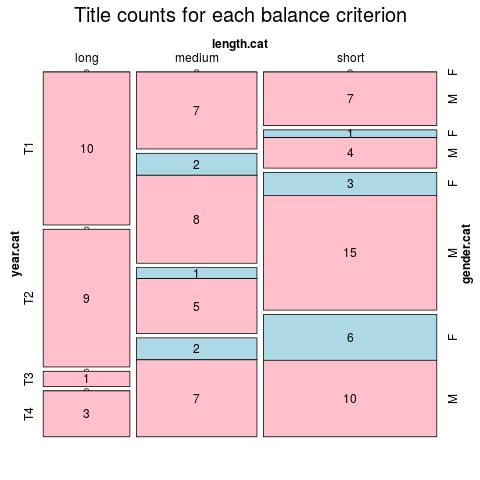 Title counts for each balance criterion
length.cat
long medium short
year.cat
T1
T2
T3
T4
10
9
1
3
7
2
8
1
5
2
7
7
1
4
3
15
6
10
F
M
F
M
F
M
F
M
gender.cat